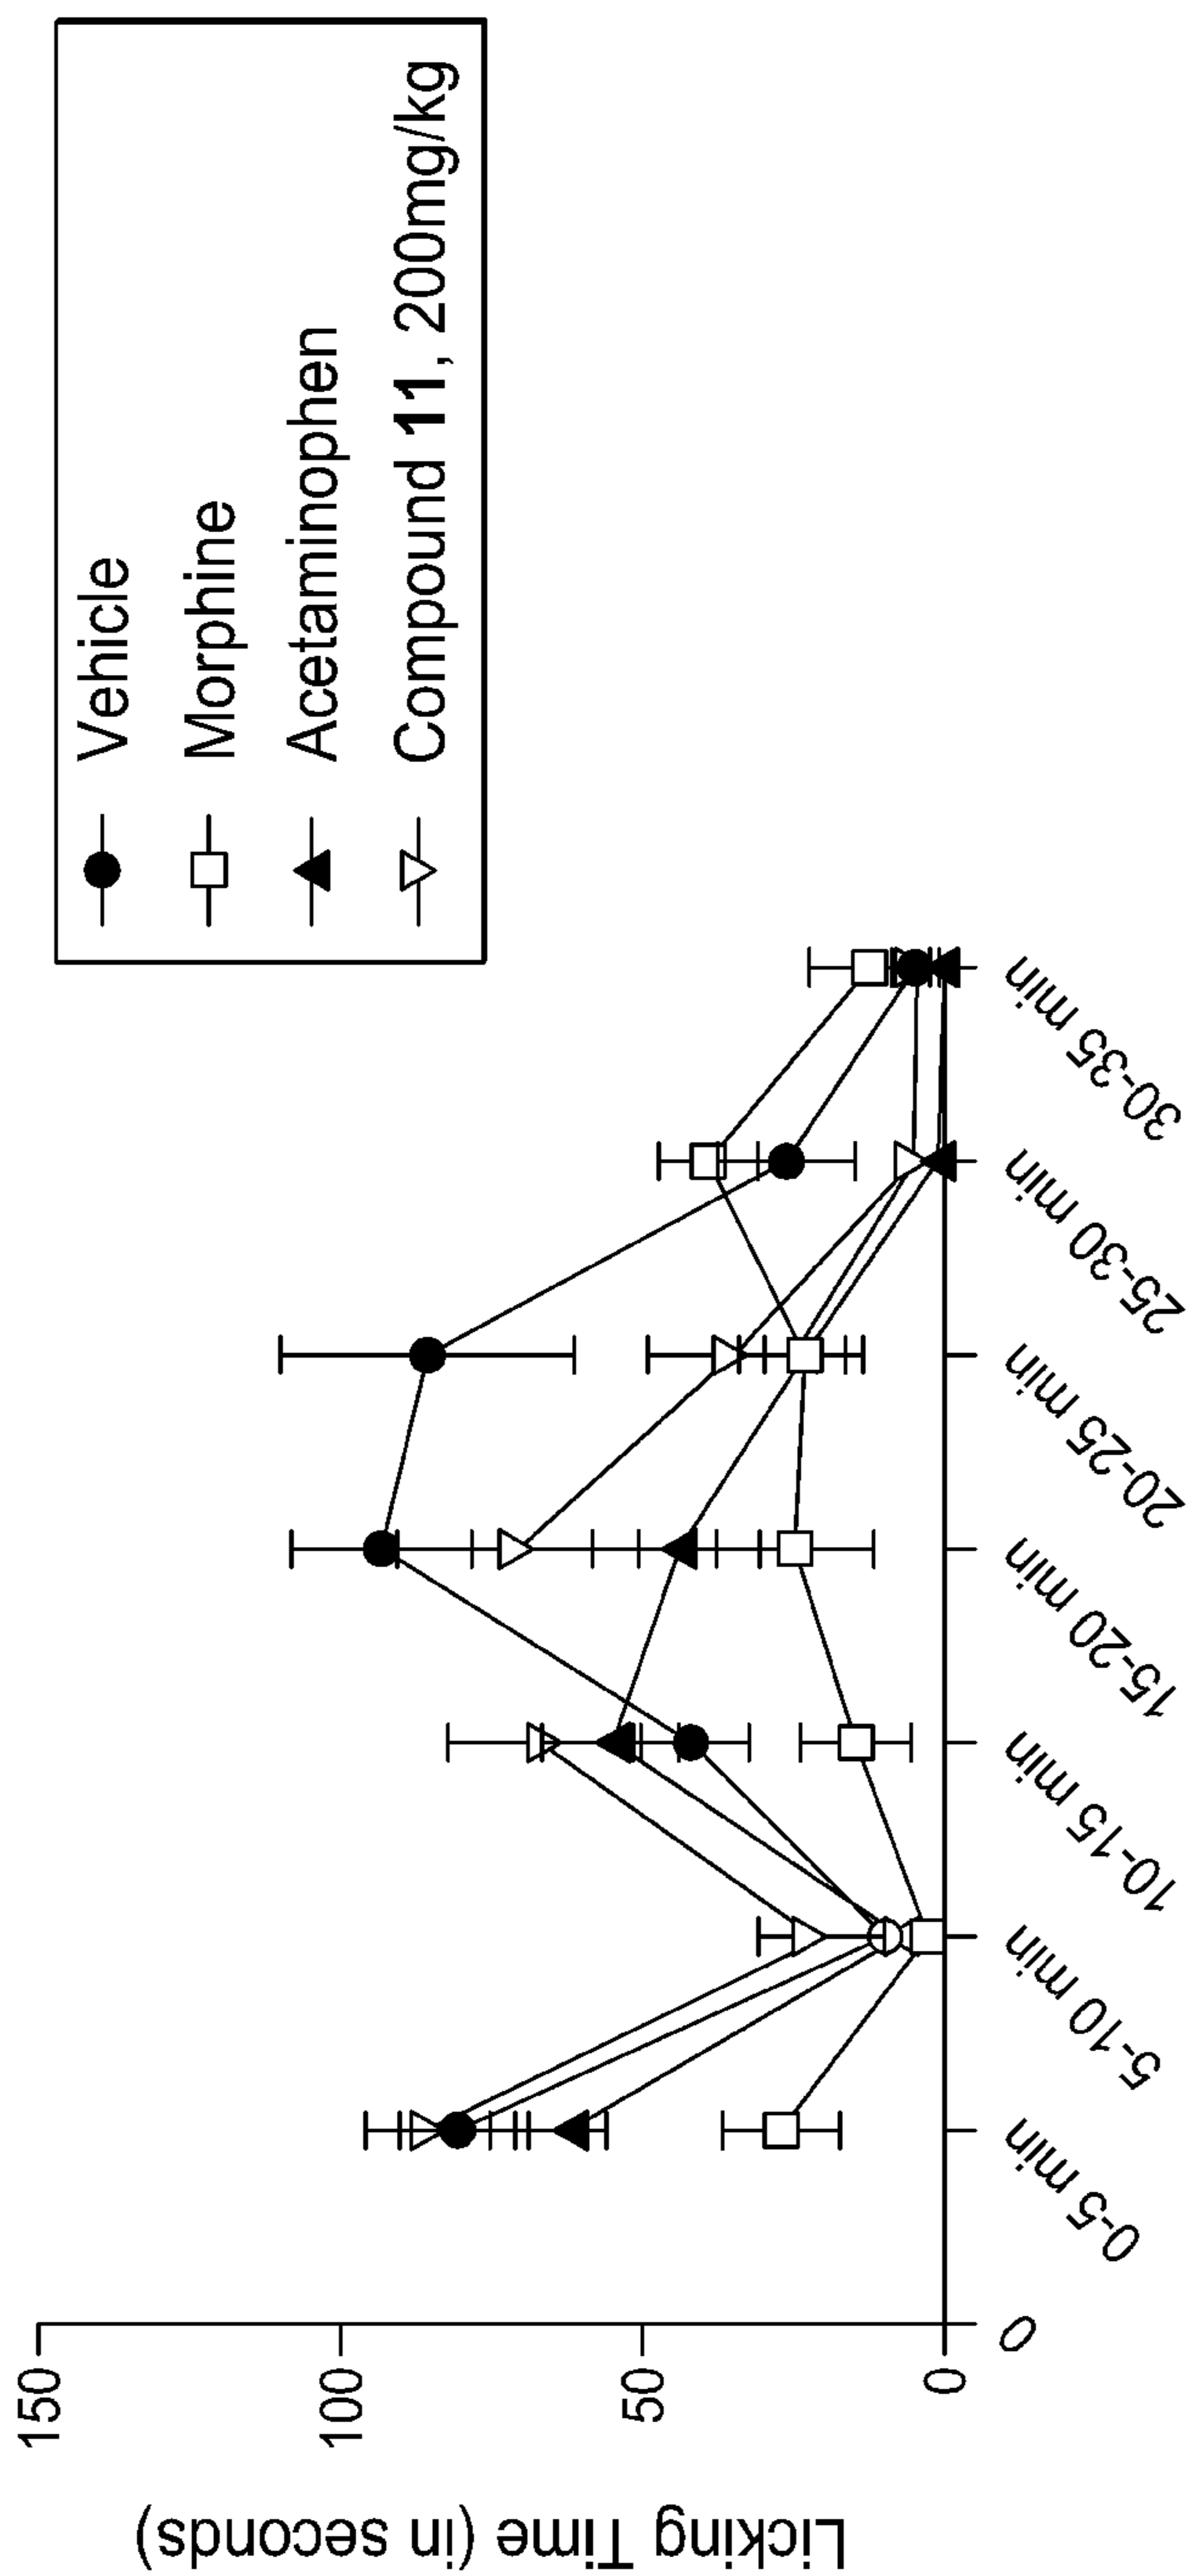 Vehicle
Morphine
Acetaminophen
Compound 11, 200mg/kg
Licking Time (in seconds)
150
100
50
0
0
0-5 min
5-10 min
10-15 min
15-20 min
20-25 min
25-30 min
30-35 min